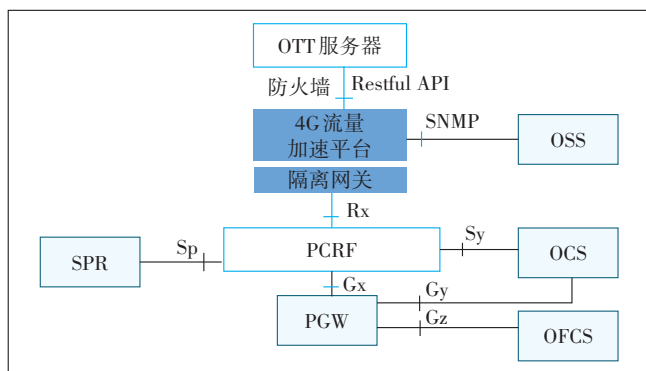 OTT服务器
防火墙 Restful API
4G流量
加速平台
SNMP
OSS
隔离网关
Rx
SPR
Sp
PCRF
Sy
OCS
Gx
PGW
Gy
Gz
OFCS